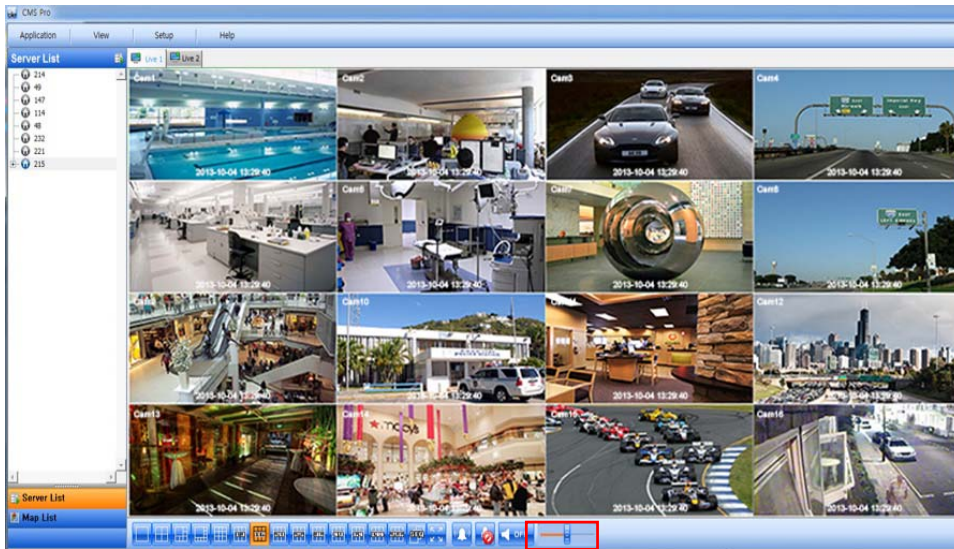 CMS Pro
Application View Setup Help
Server List
Live 1 Live 2
214
49
147
114
48
232
221
215
Cam1 Cam2 Cam3 Cam4
2013-10-04 13:29:40 2013-10-04 13:29:40 2013-10-04 13:29:40 2013-10-04 13:29:40
Cam6 Cam7 Cam8
2013-10-04 13:29:40 2013-10-04 13:29:40 2013-10-04 13:29:40 2013-10-04 13:29:40
Cam10 Cam12
2013-10-04 13:29:40 2013-10-04 13:29:40 2013-10-04 13:29:40 2013-10-04 13:29:40
Cam13 Cam14 Cam15 Cam16
macys
2013-10-04 13:29:40 2013-10-04 13:29:40 2013-10-04 13:29:40 2013-10-04 13:29:40
Server List
Map List